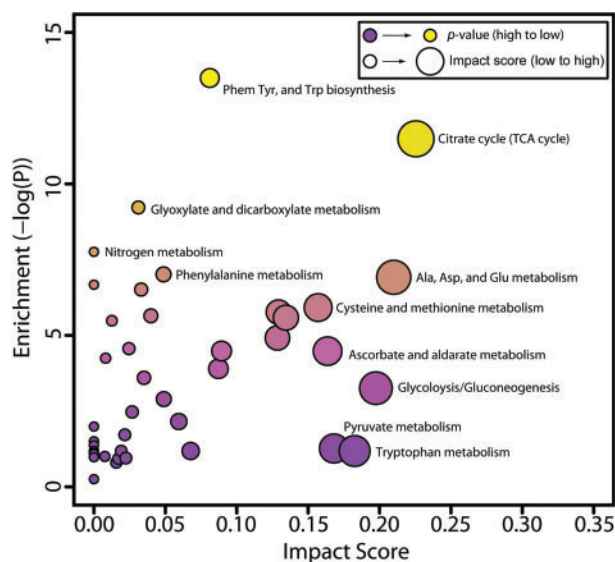 p-value (high to low)
Impact score (low to high)
Phem Tyr, and Trp biosynthesis
Citrate cycle (TCA cycle)
Glyoxylate and dicarboxylate metabolism
Nitrogen metabolism
Phenylalanine metabolism
Ala, Asp, and Glu metabolism
Cysteine and methionine metabolism
Ascorbate and aldarate metabolism
Glycoloysis/Gluconeogenesis
Pyruvate metabolism
Tryptophan metabolism
Enrichment (−log(P))
15
10
5
0
0.00 0.05 0.10 0.15 0.20 0.25 0.30 0.35
Impact Score